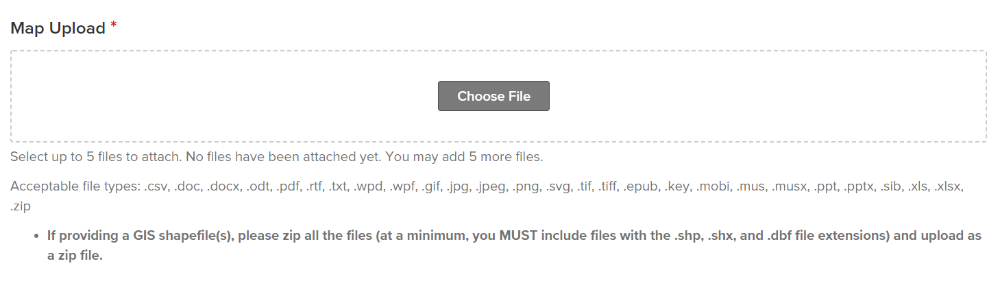 Map Upload *
Choose File
Select up to 5 files to attach. No files have been attached yet. You may add 5 more files.
Acceptable file types: .csv, .doc, .docx, .odt, .pdf, .rtf, .txt, .wpd, .wpf, .gif, .jpg, .jpeg, .png, .svg, .tif, .tiff, .epub, .key, .mobi, .mus, .musx, .ppt, .pptx, .sib, .xls, .xlsx,
.zip
• If providing a GIS shapefile(s), please zip all the files (at a minimum, you MUST include files with the .shp, .shx, and .dbf file extensions) and upload as
a zip file.